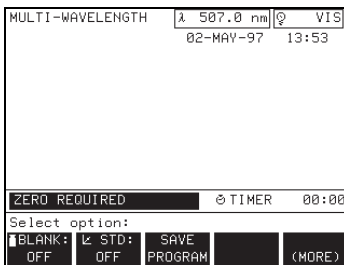 MULTI-WAVELENGTH λ 507.0 nm VIS
02-MAY-97 13:53
ZERO REQUIRED TIMER 00:00
Select option:
BLANK: STD: SAVE
OFF OFF PROGRAM (MORE)